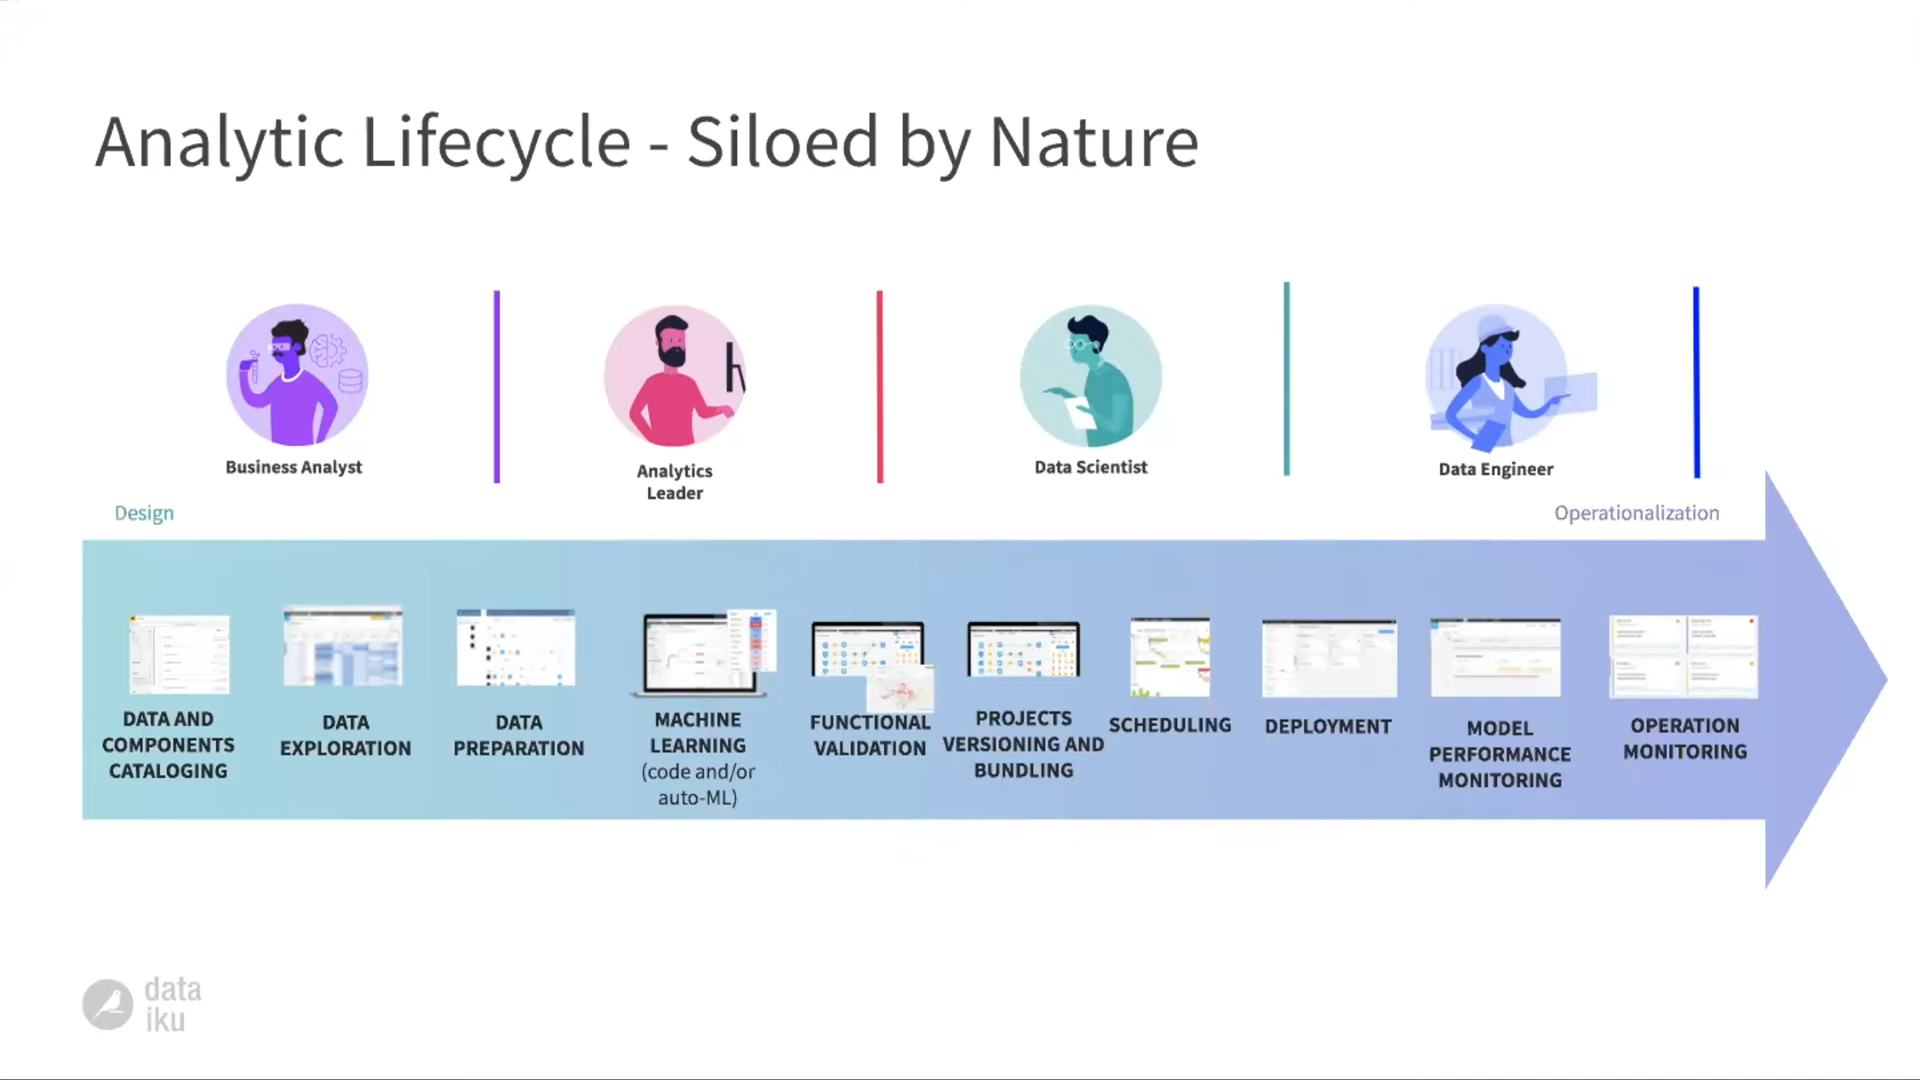 Analytic Lifecycle - Siloed by Nature
Business Analyst
Analytics
Leader
Data Scientist
Data Engineer
Design
Operationalization
DATA AND
COMPONENTS
CATALOGING
DATA
EXPLORATION
DATA
PREPARATION
MACHINE
LEARNING
(code and/or
auto-ML)
FUNCTIONAL
VALIDATION
PROJECTS
VERSIONING AND
BUNDLING
SCHEDULING
DEPLOYMENT
MODEL
PERFORMANCE
MONITORING
OPERATION
MONITORING
data
iku